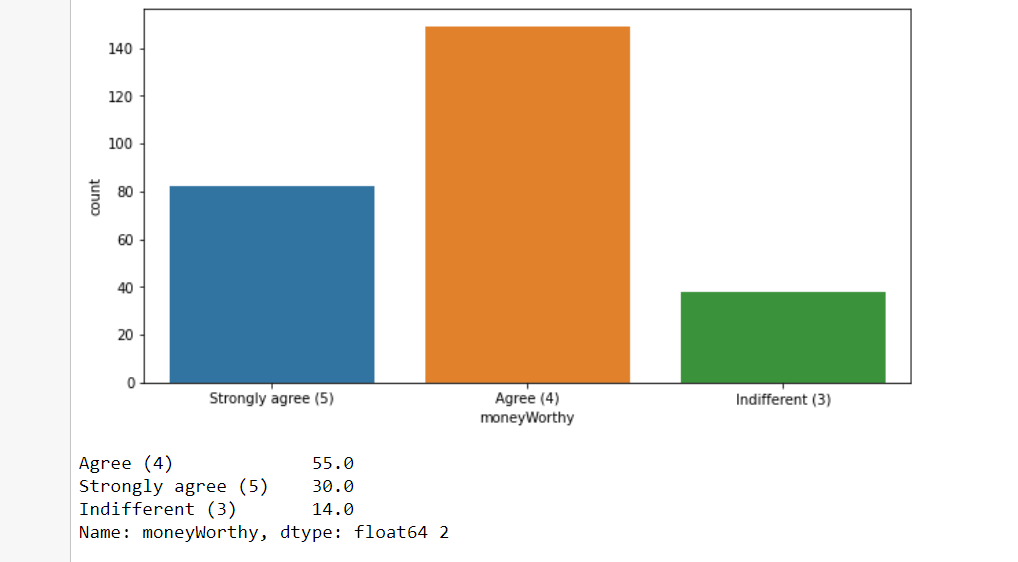 140
120
100
80
60
40
20
0
count
Strongly agree (5) Agree (4) Indifferent (3)
moneyWorthy
Agree (4) 55.0
Strongly agree (5) 30.0
Indifferent (3) 14.0
Name: moneyWorthy, dtype: float64 2